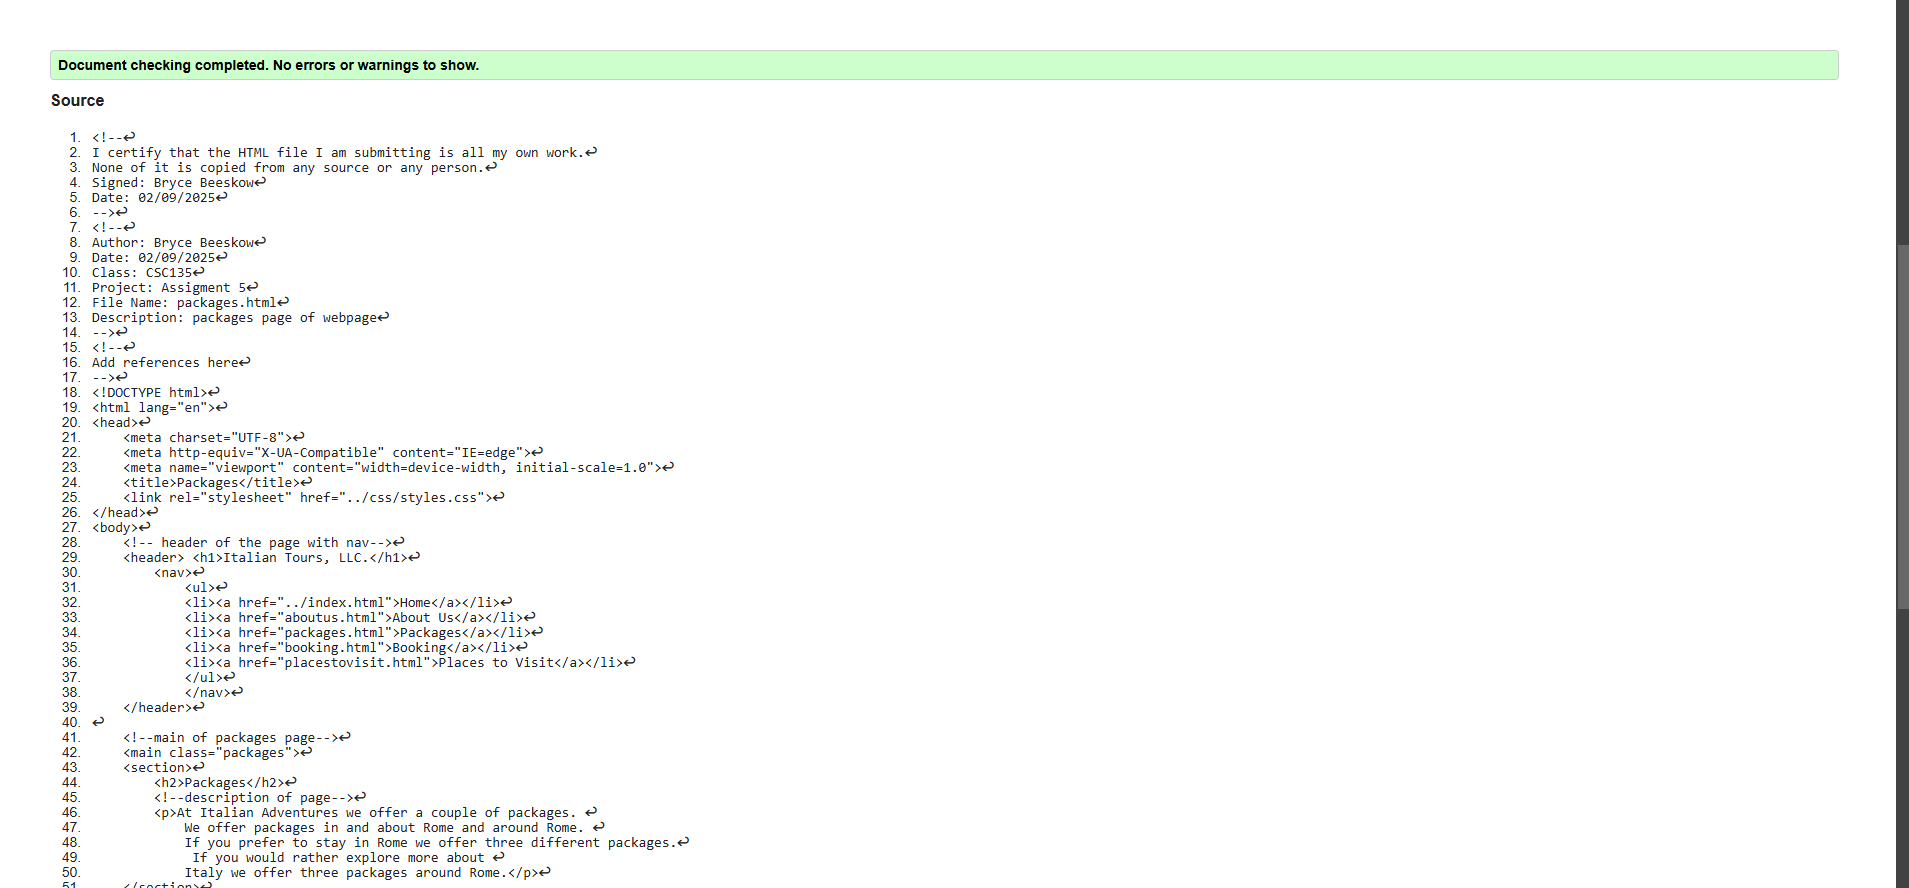 Document checking completed. No errors or warnings to show.
Source
1. <!--↩
2. I certify that the HTML file I am submitting is all my own work.↩
3. None of it is copied from any source or any person.↩
4. Signed: Bryce Beeskow↩
5. Date: 02/09/2025↩
6. -->↩
7. <!--↩
8. Author: Bryce Beeskow↩
9. Date: 02/09/2025↩
10. Class: CSC135↩
11. Project: Assigment 5↩
12. File Name: packages.html↩
13. Description: packages page of webpage↩
14. -->↩
15. <!--↩
16. Add references here↩
17. -->↩
18. <!DOCTYPE html>↩
19. <html lang="en">↩
20. <head>↩
21. <meta charset="UTF-8">↩
22. <meta http-equiv="X-UA-Compatible" content="IE=edge">↩
23. <meta name="viewport" content="width=device-width, initial-scale=1.0">↩
24. <title>Packages</title>↩
25. <link rel="stylesheet" href="../css/styles.css">↩
26. </head>↩
27. <body>↩
28. <!-- header of the page with nav-->↩
29. <header> <h1>Italian Tours, LLC.</h1>↩
30. <nav>↩
31. <ul>↩
32. <li><a href="../index.html">Home</a></li>↩
33. <li><a href="aboutus.html">About Us</a></li>↩
34. <li><a href="packages.html">Packages</a></li>↩
35. <li><a href="booking.html">Booking</a></li>↩
36. <li><a href="placestovisit.html">Places to Visit</a></li>↩
37. </ul>↩
38. </nav>↩
39. </header>↩
40. ↩
41. <!--main of packages page-->↩
42. <main class="packages">↩
43. <section>↩
44. <h2>Packages</h2>↩
45. <!--description of page-->↩
46. <p>At Italian Adventures we offer a couple of packages. ↩
47. We offer packages in and about Rome and around Rome. ↩
48. If you prefer to stay in Rome we offer three different packages.↩
49. If you would rather explore more about ↩
50. Italy we offer three packages around Rome.</p>↩
51. </section>↩